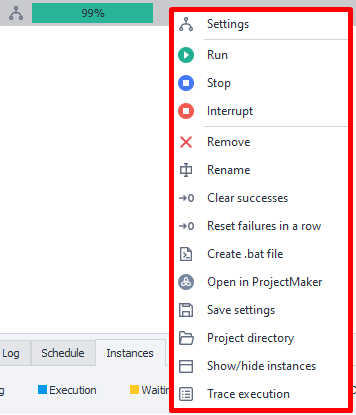 99%
Settings
Run
Stop
Interrupt
Remove
Rename
Clear successes
Reset failures in a row
Create .bat file
Open in ProjectMaker
Save settings
Project directory
Show/hide instances
Trace execution
Log Schedule Instances
Execution